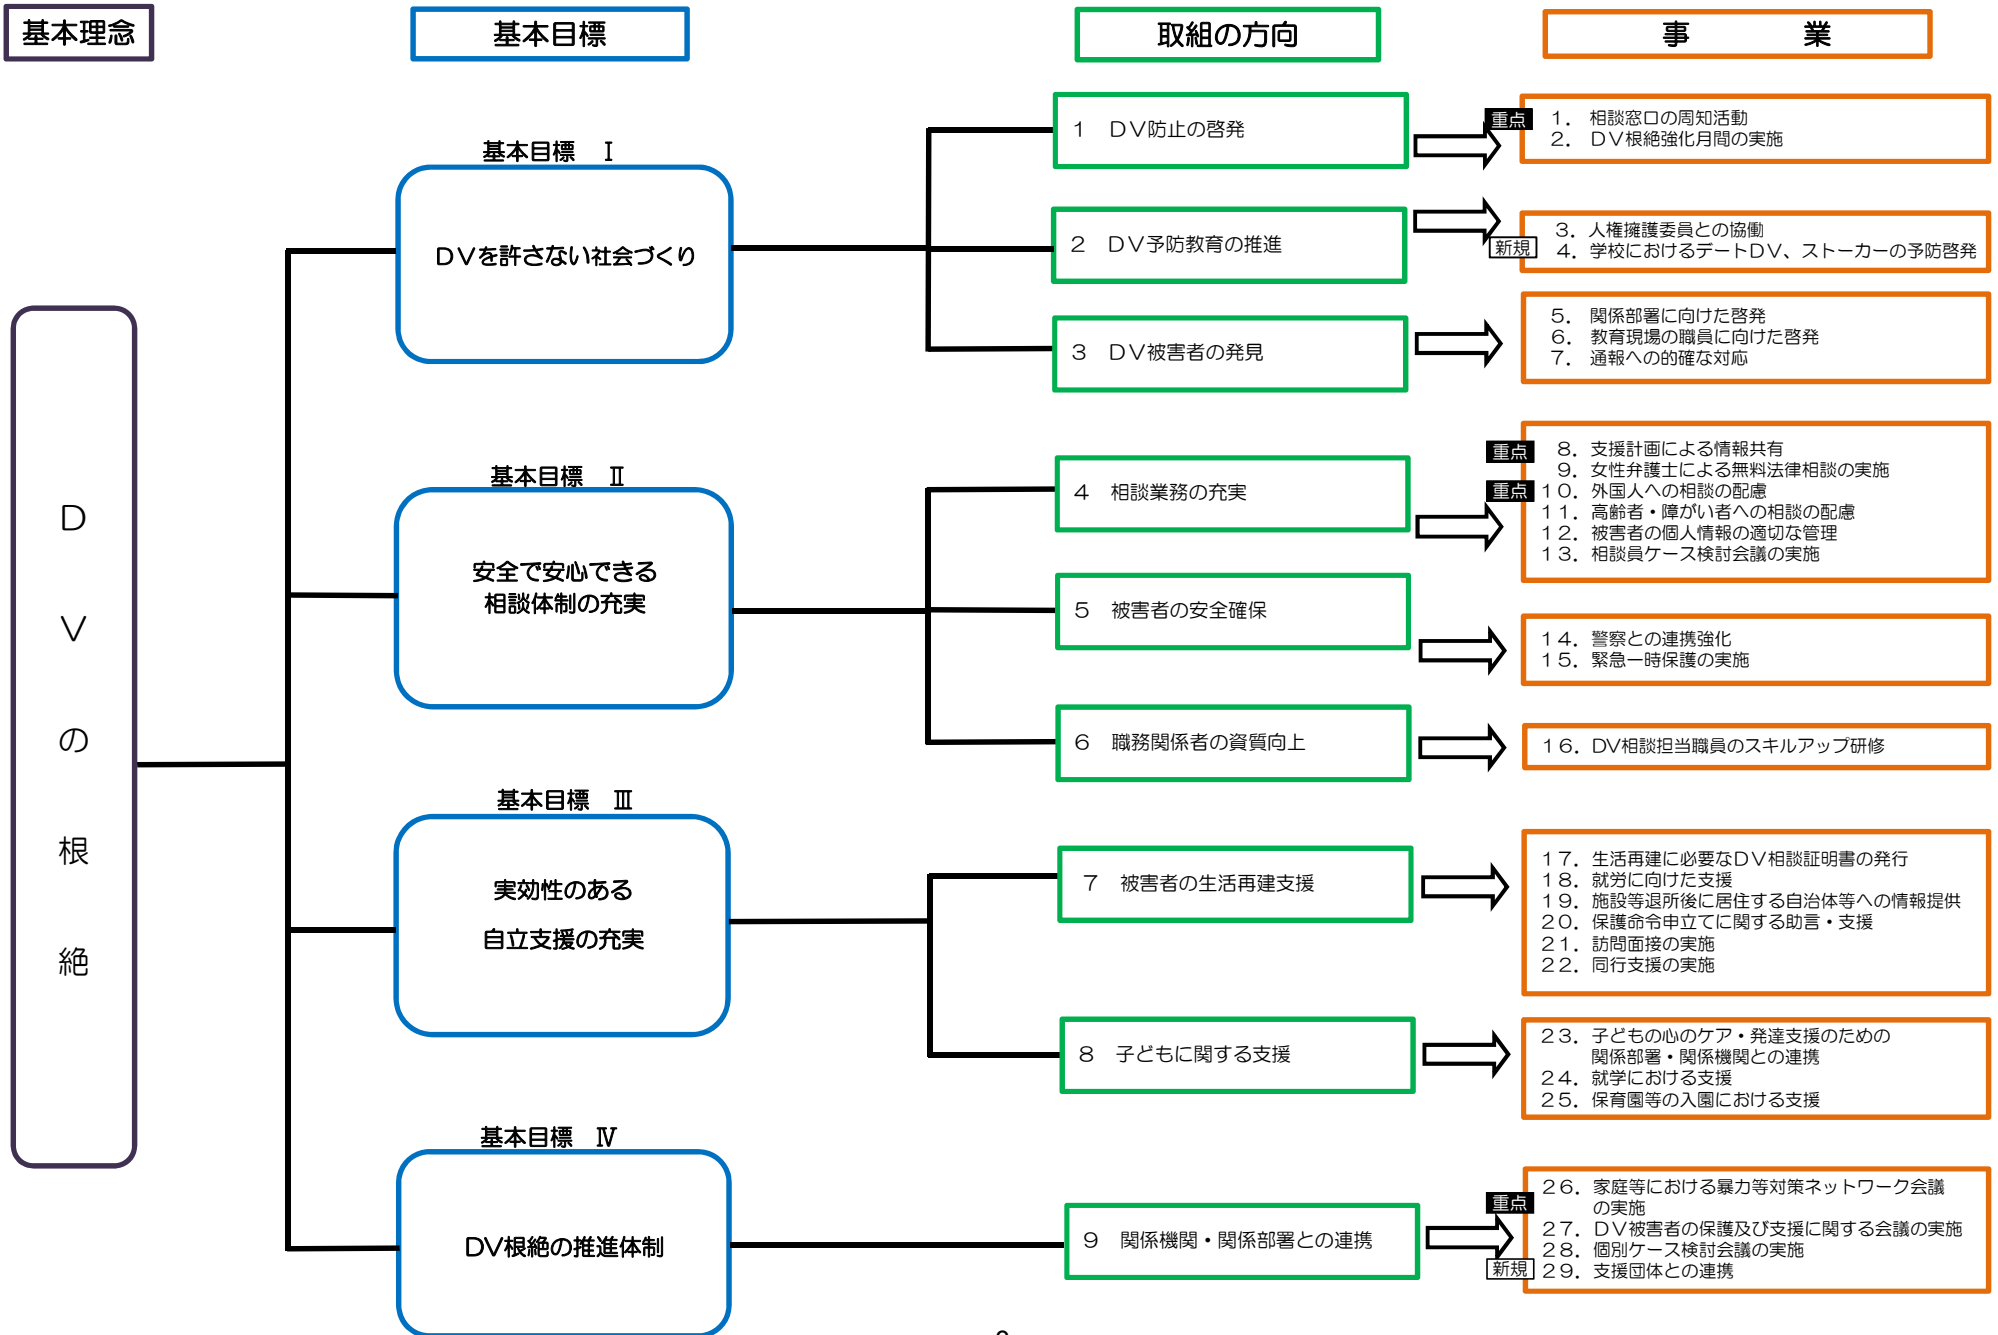 基本理念
基本目標
取組の方向
事　業
DVの根絶
基本目標　Ⅰ
DVを許さない社会づくり
1　DV防止の啓発
重点
1．相談窓口の周知活動
2．DV根絶強化月間の実施
2　DV予防教育の推進
3．人権擁護委員との協働
新規
4．学校におけるデートDV、ストーカーの予防啓発
3　DV被害者の発見
5．関係部署に向けた啓発
6．教育現場の職員に向けた啓発
7．通報への的確な対応
基本目標　Ⅱ
安全で安心できる
相談体制の充実
4　相談業務の充実
重点
8．支援計画による情報共有
9．女性弁護士による無料法律相談の実施
重点
10．外国人への相談の配慮
11．高齢者・障がい者への相談の配慮
12．被害者の個人情報の適切な管理
13．相談員ケース検討会議の実施
5　被害者の安全確保
14．警察との連携強化
15．緊急一時保護の実施
6　職務関係者の資質向上
16．DV相談担当職員のスキルアップ研修
基本目標　Ⅲ
実効性のある
自立支援の充実
7　被害者の生活再建支援
17．生活再建に必要なDV相談証明書の発行
18．就労に向けた支援
19．施設等退所後に居住する自治体等への情報提供
20．保護命令申立てに関する助言・支援
21．訪問面接の実施
22．同行支援の実施
8　子どもに関する支援
23．子どもの心のケア・発達支援のための
関係部署・関係機関との連携
24．就学における支援
25．保育園等の入園における支援
基本目標　Ⅳ
DV根絶の推進体制
9　関係機関・関係部署との連携
重点
26．家庭等における暴力等対策ネットワーク会議
の実施
27．DV被害者の保護及び支援に関する会議の実施
28．個別ケース検討会議の実施
新規
29．支援団体との連携